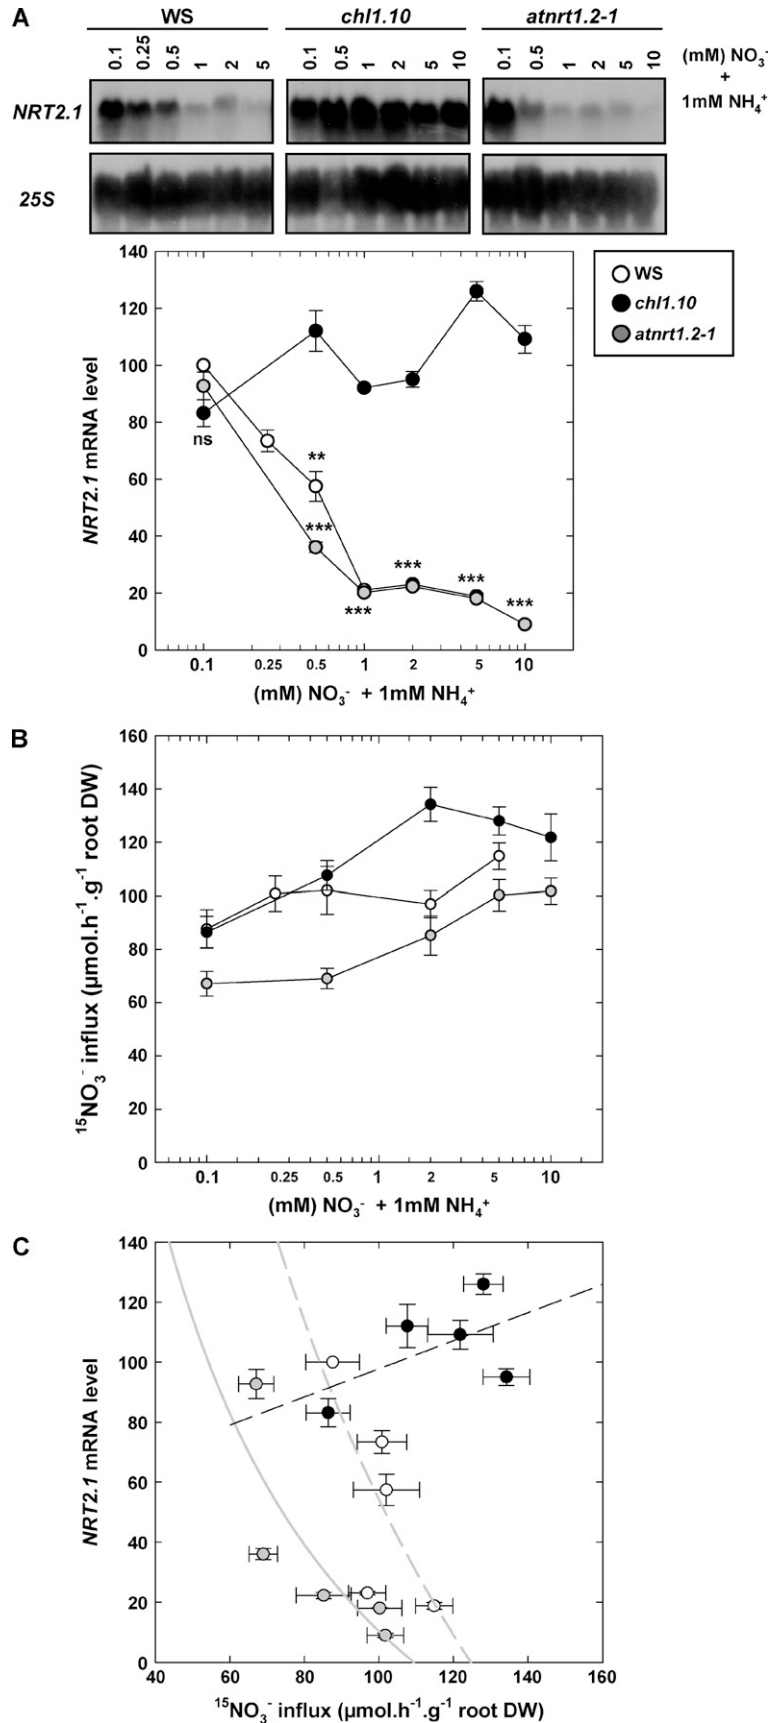 A
WS chl1.10 atnrt1.2-1
0.1 0.25 0.5 1 2 5 0.1 0.5 1 2 5 10 0.1 0.5 1 2 5 10 (mM) NO₃⁻
+
1mM NH₄⁺
NRT2.1
25S
WS
chl1.10
atnrt1.2-1
NRT2.1 mRNA level
140
120
100
80
ns
**
60
***
40
***
***
20
***
***
0
0.1 0.25 0.5 1 2 5 10
(mM) NO₃⁻ + 1mM NH₄⁺
B
¹⁵NO₃⁻ influx (µmol.h⁻¹.g⁻¹ root DW)
160
140
120
100
80
60
40
20
0
0.1 0.25 0.5 1 2 5 10
(mM) NO₃⁻ + 1mM NH₄⁺
C
NRT2.1 mRNA level
140
120
100
80
60
40
20
0
40 60 80 100 120 140 160
¹⁵NO₃⁻ influx (µmol.h⁻¹.g⁻¹ root DW)